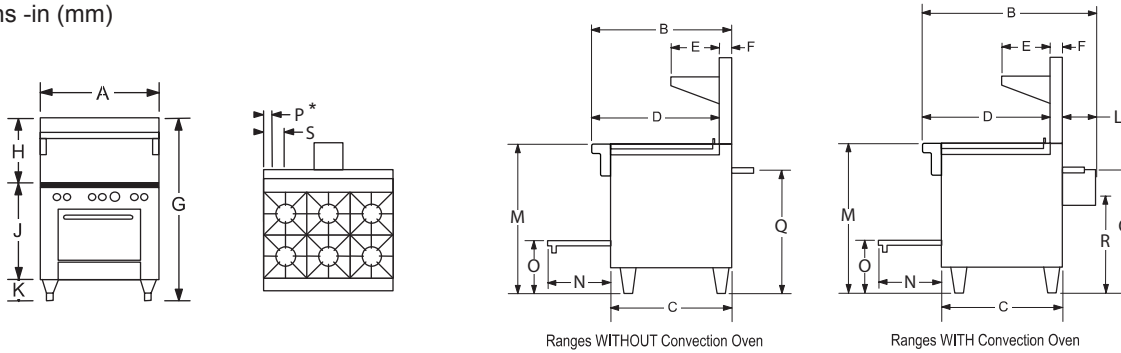 ns -in (mm)
A
H
G
J
K
P*
S
B
E
F
D
M
Q
O
N
C
Ranges WITHOUT Convection Oven
B
E
F
D
L
M
R
O
N
C
Ranges WITH Convection Oven